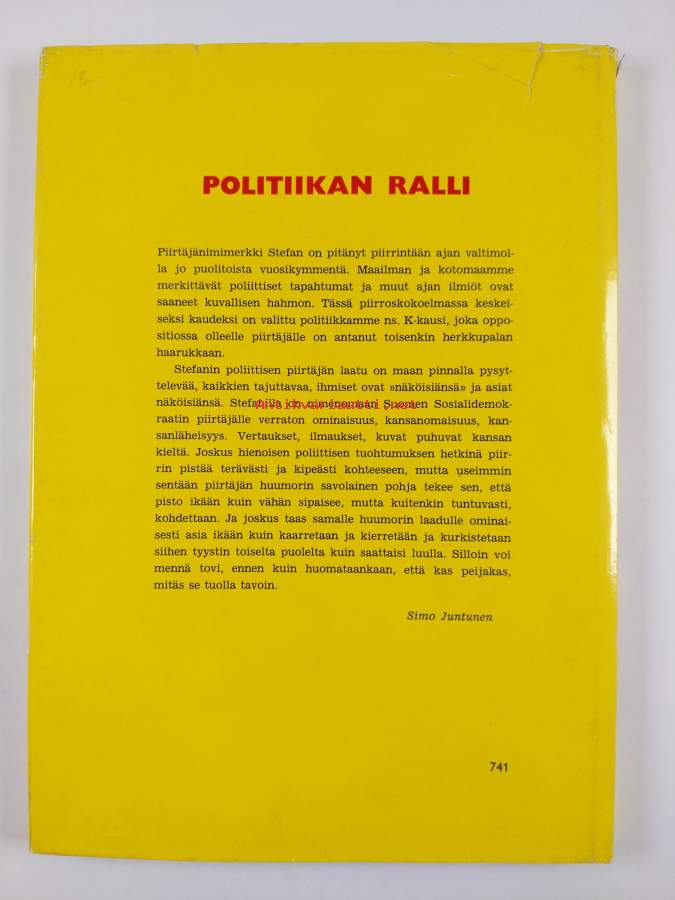 POLITIIKAN RALLI
Piirtäjänimimerkki Stefan on pitänyt piirrintään ajan valtimol-
la jo puolitoista vuosikymmentä. Maailman ja kotomaamme
merkittävät poliittiset tapahtumat ja muut ajan ilmiöt ovat
saaneet kuvallisen hahmon. Tässä piirroskokoelmassa keskei-
seksi kaudeksi on valittu politiikkamme ns. K-kausi, joka oppo-
sitiossa olleelle piirtäjälle on antanut toisenkin herkkupalan
haarukkaan.
Stefanin poliittisen piirtäjän laatu on maan pinnalla pysyt-
televää, kaikkien tajuttavaa, ihmiset ovat »näköisiänsä» ja asiat
näköisiänsä. Stefanilla on nimenomaan Suomen Sosialidemok-
Antikvariaatti.net
raatin piirtäjälle verraton ominaisuus, kansanomaisuus, kan-
sanläheisyys. Vertaukset, ilmaukset, kuvat puhuvat kansan
kieltä. Joskus hienoisen poliittisen tuohtumuksen hetkinä piir-
rin pistää terävästi ja kipeästi kohteeseen, mutta useimmin
sentään piirtäjän huumorin savolainen pohja tekee sen, että
pisto ikään kuin vähän sipaisee, mutta kuitenkin tuntuvasti,
kohdettaan. Ja joskus taas samalle huumorin laadulle ominai-
sesti asia ikään kuin kaarretaan ja kierretään ja kurkistetaan
siihen tyystin toiselta puolelta kuin saattaisi luulla. Silloin voi
mennä tovi, ennen kuin huomataankaan, että kas peijakas,
mitäs se tuolla tavoin.
Simo Juntunen
741